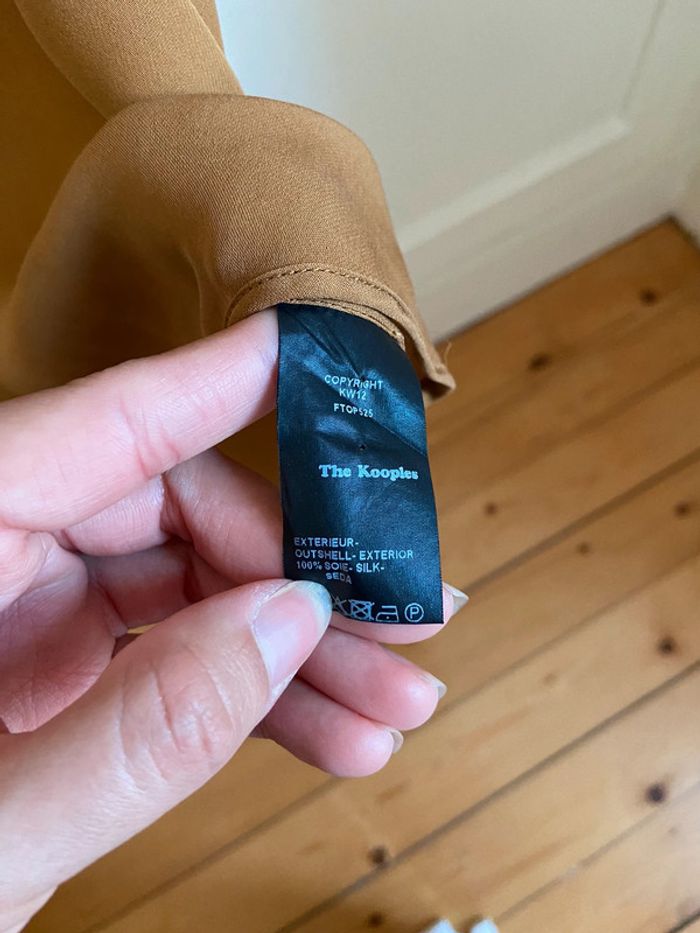 COPYRIGHT
KW12
FTOP525
The Kooples
EXTERIEUR-
OUTSHELL- EXTERIOR
100% SOIE- SILK-
SEDA
P